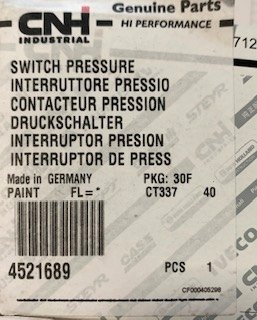 CNH
INDUSTRIAL
Genuine Parts
HI PERFORMANCE
712
SWITCH PRESSURE
INTERRUTTORE PRESSIO
CONTACTEUR PRESSION
DRUCKSCHALTER
INTERRUPTOR PRESION
INTERRUPTOR DE PRESS
Made in GERMANY PKG: 30F
PAINT FL=* CT337 40
4521689 PCS 1
CF000405298